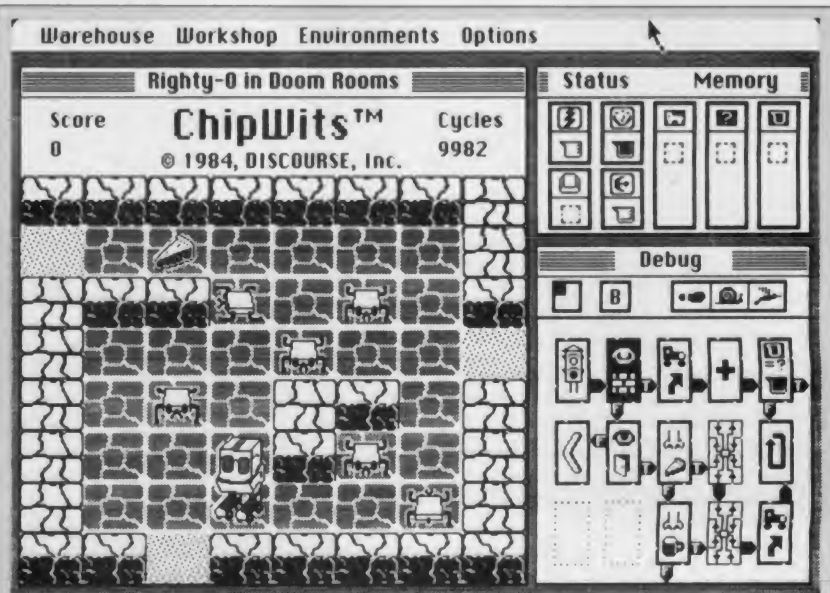 Warehouse Workshop Environments Options
Righty-O in Doom Rooms
Score
0
ChipWits™
© 1984, DISCOURSE, Inc.
Cycles
9982
Status Memory
?
Debug
B
+
=?